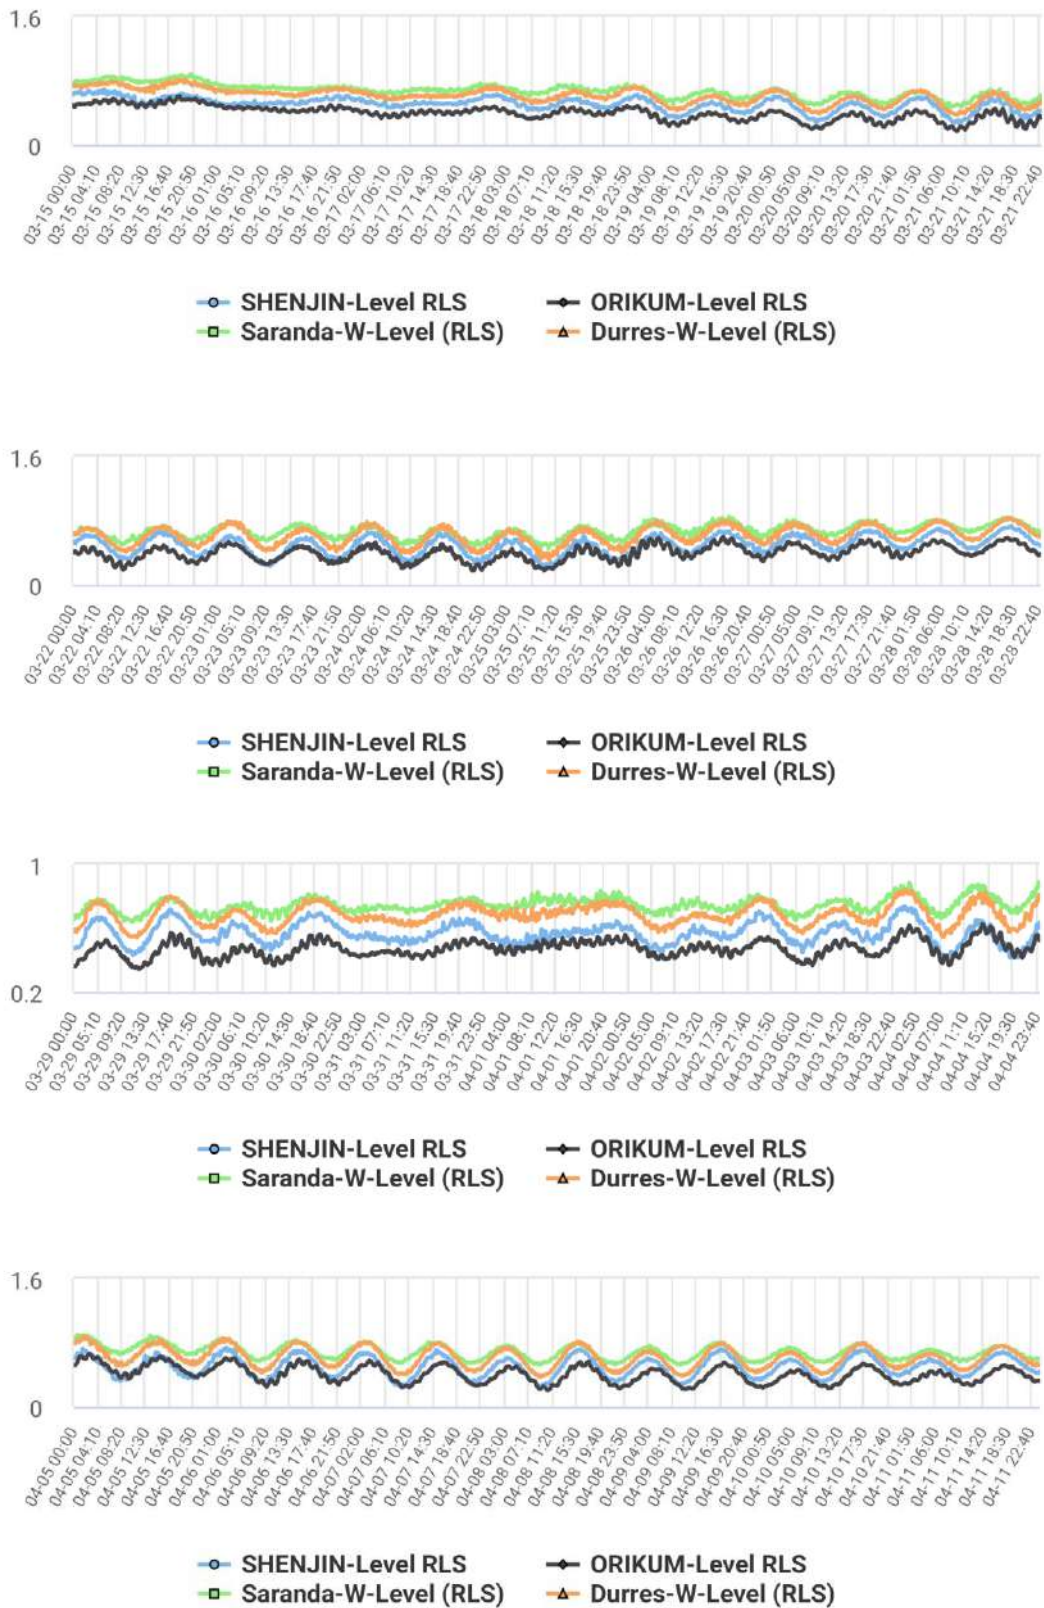 1.6
0
03-15 00:00 03-15 04:10 03-15 08:20 03-15 12:30 03-15 16:40 03-15 20:50 03-16 01:00 03-16 05:10 03-16 09:20 03-16 13:30 03-16 17:40 03-16 21:50 03-17 02:00 03-17 06:10 03-17 10:20 03-17 14:30 03-17 18:40 03-17 22:50 03-18 03:00 03-18 07:10 03-18 11:20 03-18 15:30 03-18 19:40 03-18 23:50 03-19 04:00 03-19 08:10 03-19 12:20 03-19 16:30 03-19 20:40 03-20 00:50 03-20 05:00 03-20 09:10 03-20 13:20 03-20 17:30 03-20 21:40 03-21 01:50 03-21 06:00 03-21 10:10 03-21 14:20 03-21 18:30 03-21 22:40
SHENJIN-Level RLS ORIKUM-Level RLS
Saranda-W-Level (RLS) Durres-W-Level (RLS)
1.6
0
03-22 00:00 03-22 04:10 03-22 08:20 03-22 12:30 03-22 16:40 03-22 20:50 03-23 01:00 03-23 05:10 03-23 09:20 03-23 13:30 03-23 17:40 03-23 21:50 03-24 02:00 03-24 06:10 03-24 10:20 03-24 14:30 03-24 18:40 03-24 22:50 03-25 03:00 03-25 07:10 03-25 11:20 03-25 15:30 03-25 19:40 03-25 23:50 03-26 04:00 03-26 08:10 03-26 12:20 03-26 16:30 03-26 20:40 03-27 00:50 03-27 05:00 03-27 09:10 03-27 13:20 03-27 17:30 03-27 21:40 03-28 01:50 03-28 06:00 03-28 10:10 03-28 14:20 03-28 18:30 03-28 22:40
SHENJIN-Level RLS ORIKUM-Level RLS
Saranda-W-Level (RLS) Durres-W-Level (RLS)
1
0.2
03-29 00:00 03-29 05:10 03-29 09:20 03-29 13:30 03-29 17:40 03-29 21:50 03-30 02:00 03-30 06:10 03-30 10:20 03-30 14:30 03-30 18:40 03-30 22:50 03-31 03:00 03-31 07:10 03-31 11:20 03-31 15:30 03-31 19:40 03-31 23:50 04-01 04:00 04-01 08:10 04-01 12:20 04-01 16:30 04-01 20:40 04-02 00:50 04-02 05:00 04-02 09:10 04-02 13:20 04-02 17:30 04-02 21:40 04-03 01:50 04-03 06:00 04-03 10:10 04-03 14:20 04-03 18:30 04-03 22:40 04-04 02:50 04-04 07:00 04-04 11:10 04-04 15:20 04-04 19:30 04-04 23:40
SHENJIN-Level RLS ORIKUM-Level RLS
Saranda-W-Level (RLS) Durres-W-Level (RLS)
1.6
0
04-05 00:00 04-05 04:10 04-05 08:20 04-05 12:30 04-05 16:40 04-05 20:50 04-06 01:00 04-06 05:10 04-06 09:20 04-06 13:30 04-06 17:40 04-06 21:50 04-07 02:00 04-07 06:10 04-07 10:20 04-07 14:30 04-07 18:40 04-07 22:50 04-08 03:00 04-08 07:10 04-08 11:20 04-08 15:30 04-08 19:40 04-08 23:50 04-09 04:00 04-09 08:10 04-09 12:20 04-09 16:30 04-09 20:40 04-10 00:50 04-10 05:00 04-10 09:10 04-10 13:20 04-10 17:30 04-10 21:40 04-11 01:50 04-11 06:00 04-11 10:10 04-11 14:20 04-11 18:30 04-11 22:40
SHENJIN-Level RLS ORIKUM-Level RLS
Saranda-W-Level (RLS) Durres-W-Level (RLS)